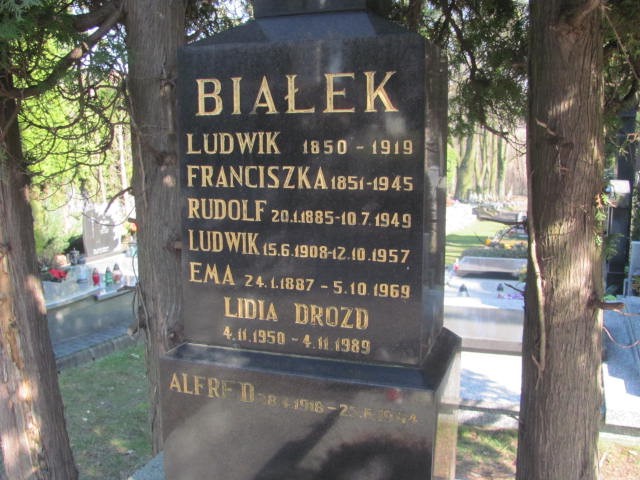 BIAŁEK
LUDWIK 1850 - 1919
FRANCISZKA 1851-1945
RUDOLF 20.1.1885-10.7.1949
LUDWIK 15.6.1908-12.10.1957
EMA 24.1.1887 - 5.10.1969
LIDIA DROZD
4.11.1950 - 4.11.1989
ALFRED